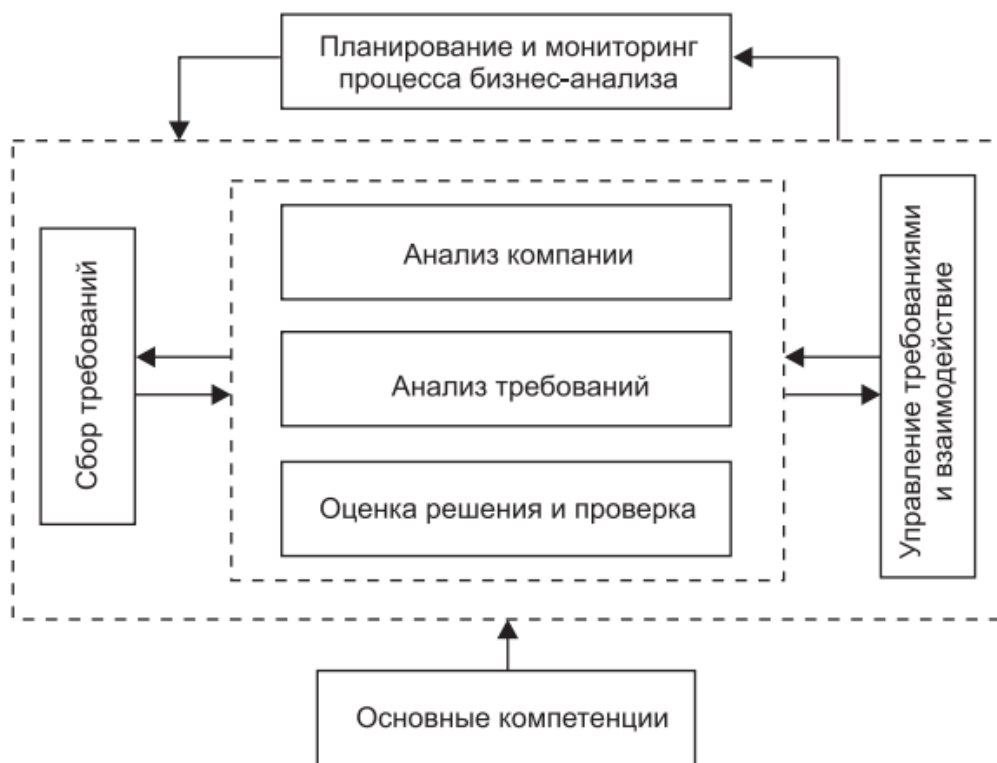 Планирование и мониторинг
процесса бизнес-анализа
Сбор требований
Анализ компании
Анализ требований
Оценка решения и проверка
Управление требованиями
и взаимодействие
Основные компетенции